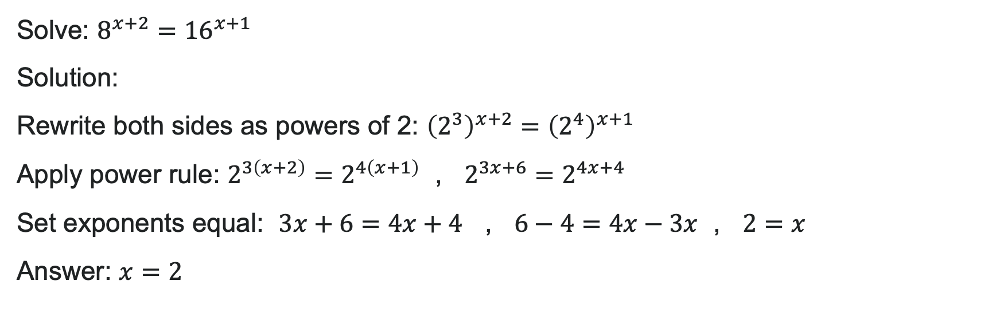 Solve: 8^{x+2} = 16^{x+1}
Solution:
Rewrite both sides as powers of 2: (2^3)^{x+2} = (2^4)^{x+1}
Apply power rule: 2^{3(x+2)} = 2^{4(x+1)} , 2^{3x+6} = 2^{4x+4}
Set exponents equal: 3x + 6 = 4x + 4 , 6 − 4 = 4x − 3x , 2 = x
Answer: x = 2